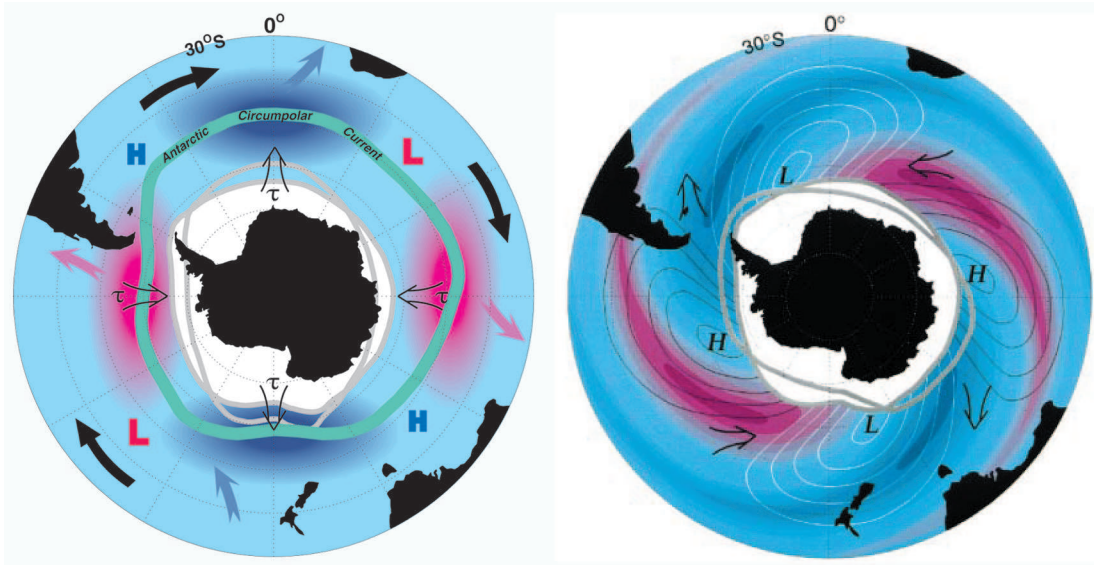 0°
30°S
Antarctic Circumpolar Current
H
L
τ
τ
τ
τ
L
H
0°
30°S
L
H
H
L